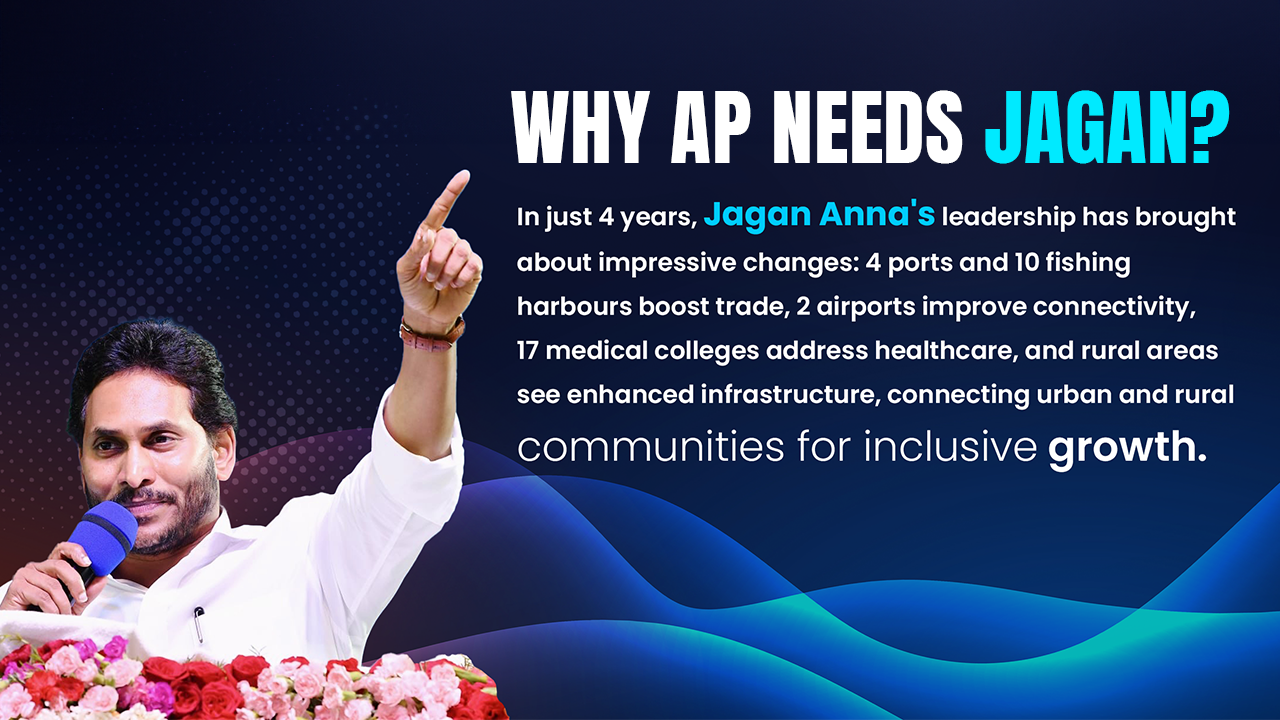 WHY AP NEEDS JAGAN?
In just 4 years, Jagan Anna's leadership has brought
about impressive changes: 4 ports and 10 fishing
harbours boost trade, 2 airports improve connectivity,
17 medical colleges address healthcare, and rural areas
see enhanced infrastructure, connecting urban and rural
communities for inclusive growth.